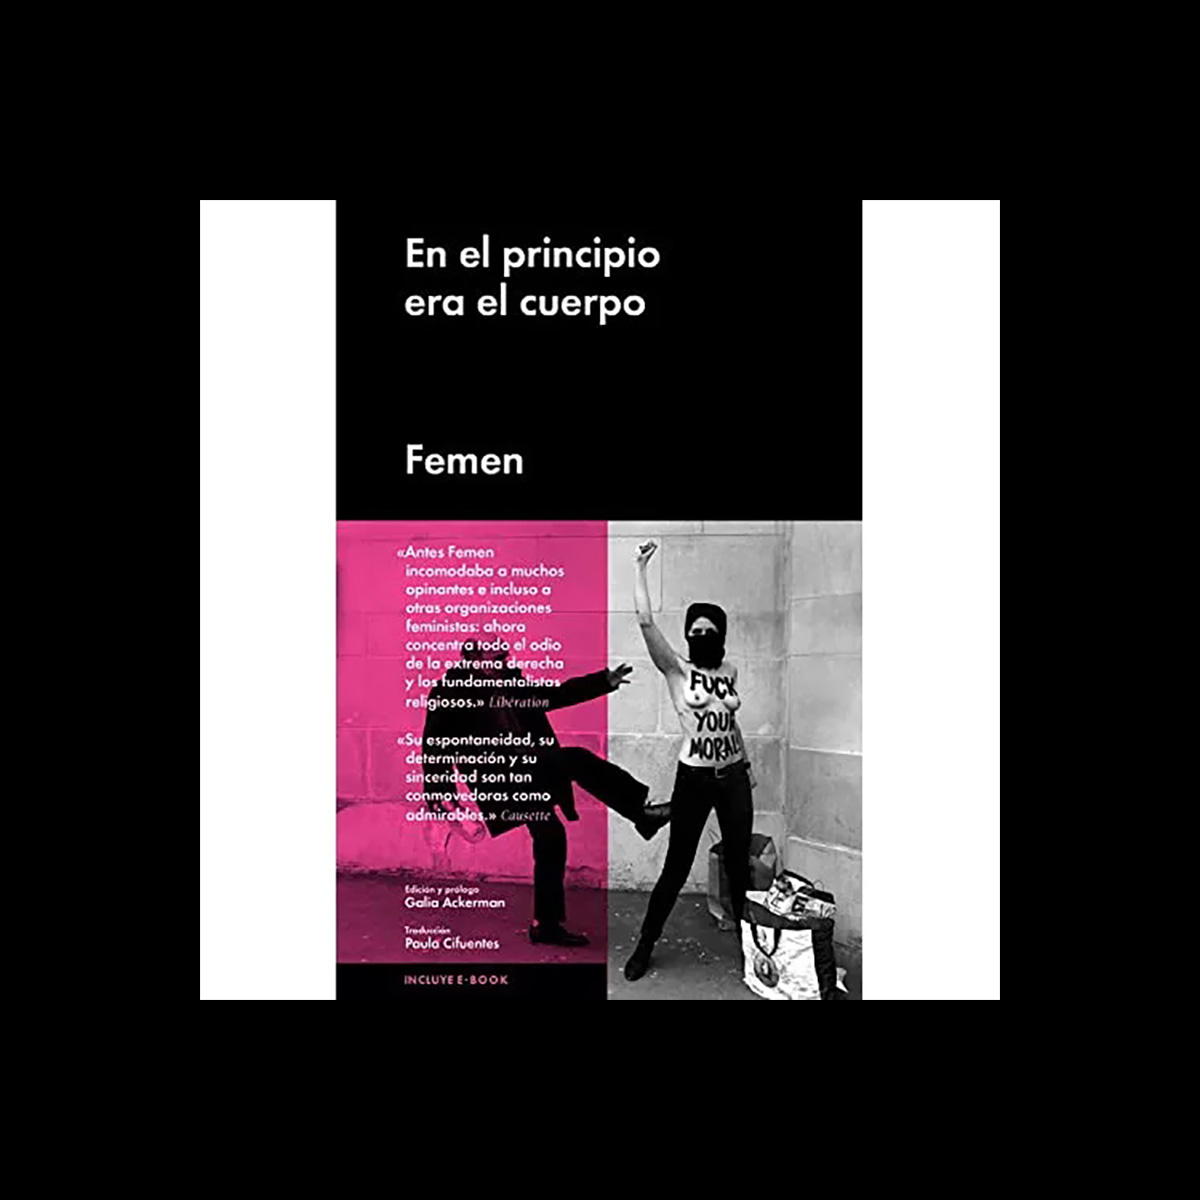 En el principio
era el cuerpo
Femen
«Antes Femen
incomodaba a muchos
opinantes e incluso a
otras organizaciones
feministas: ahora
concentra todo el odio
de la extrema derecha
y los fundamentalistas
religiosos.» Libération
«Su espontaneidad, su
determinación y su
sinceridad son tan
conmovedoras como
admirables.» Causette
Edición y prólogo
Galia Ackerman
Traducción
Paula Cifuentes
INCLUYE E-BOOK
FUCK
YOUR
MORALS